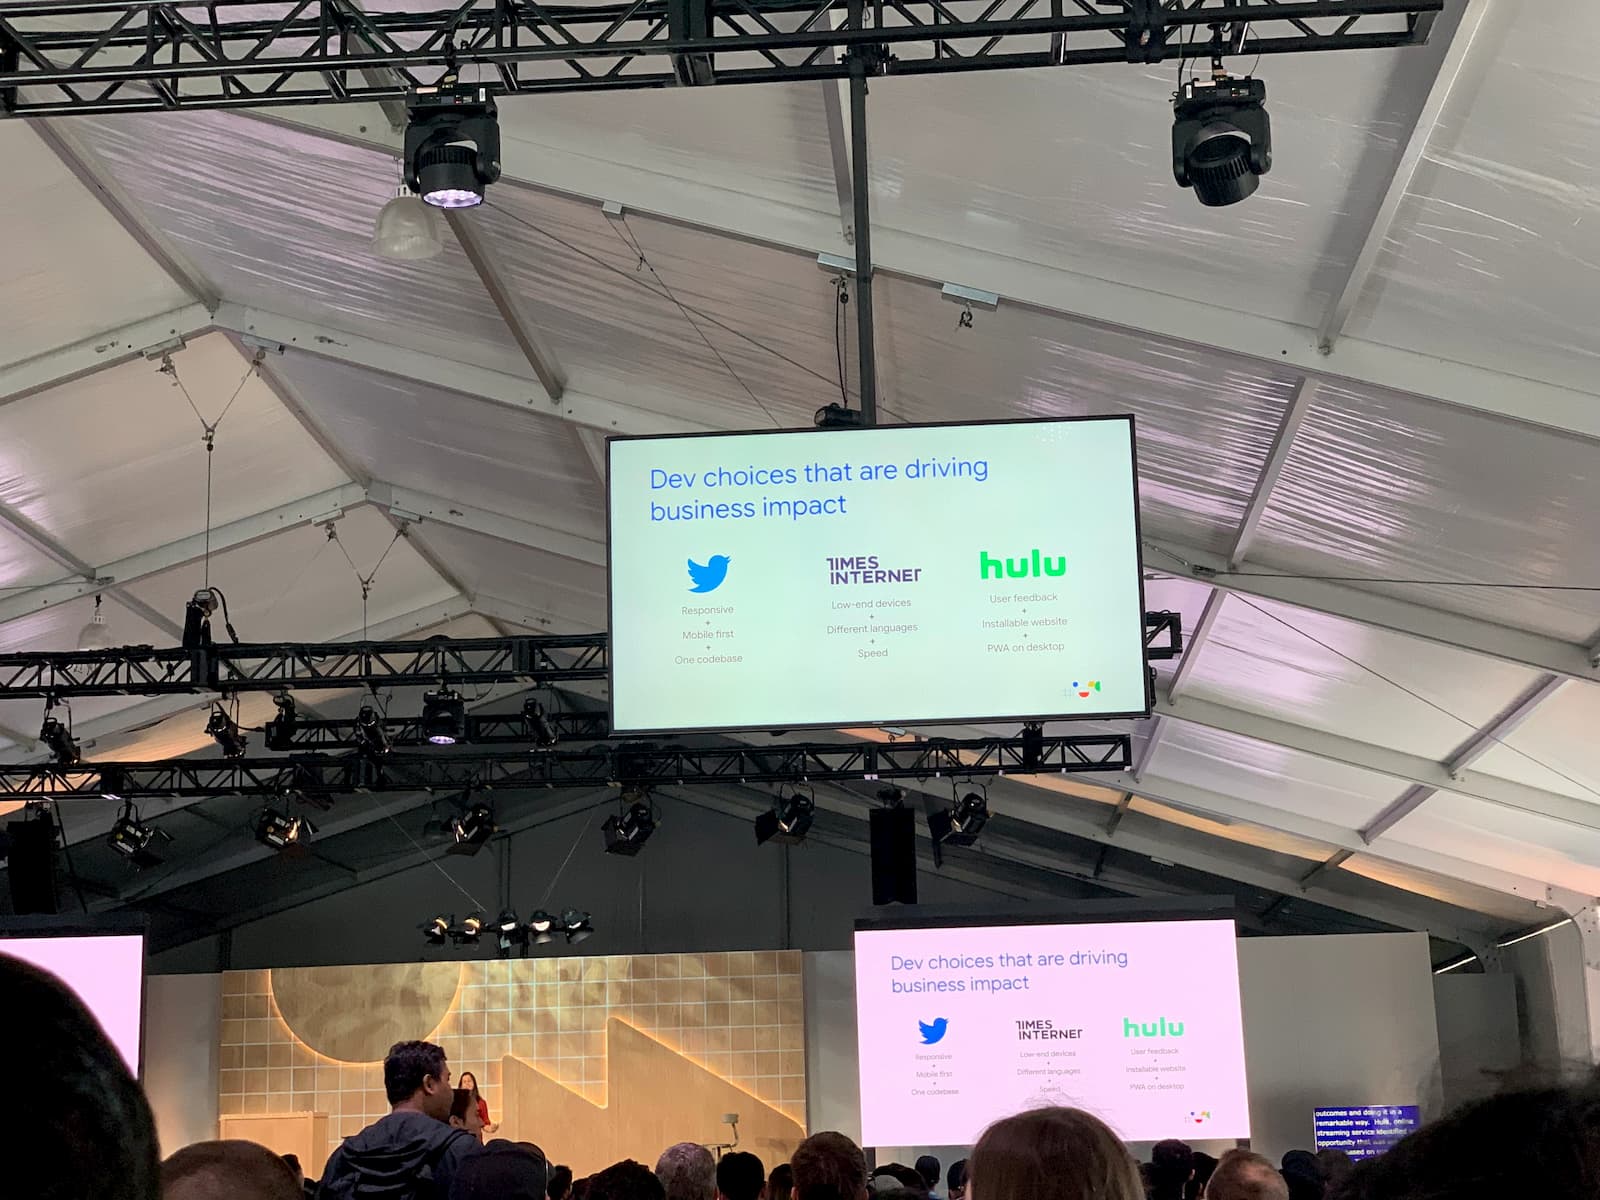 Dev choices that are driving
business impact
TIMES
INTERNET
hulu
Responsive
+
Mobile first
+
One codebase
Low-end devices
+
Different languages
+
Speed
User feedback
+
Installable website
+
PWA on desktop
Dev choices that are driving
business impact
TIMES
INTERNET
hulu
Responsive
+
Mobile first
+
One codebase
Low-end devices
+
Different languages
+
Speed
User feedback
+
Installable website
+
PWA on desktop
outcomes and doing it in a
remarkable way. Hulu, online
streaming service identified
opportunity that was
based on